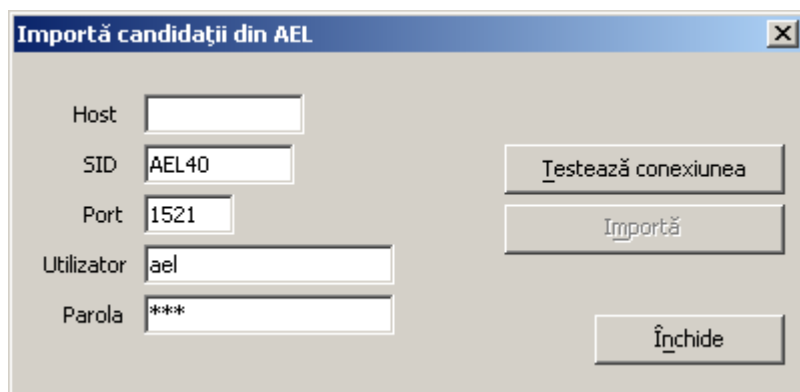 Importă candidaţii din AEL
Host
SID AEL40
Port 1521
Utilizator ael
Parola ***
Testează conexiunea
Importă
Închide